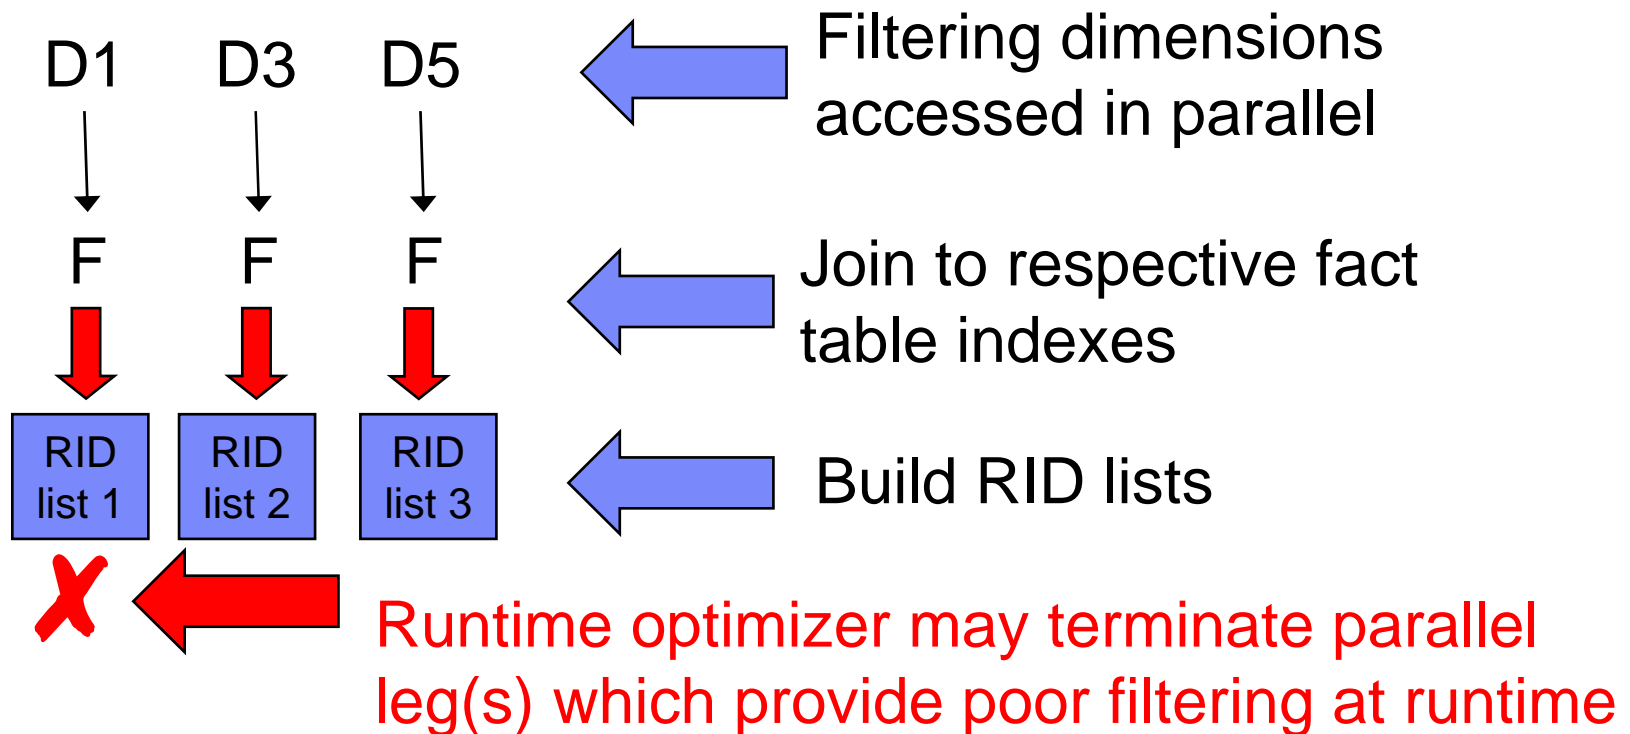 D1 D3 D5
Filtering dimensions
accessed in parallel
F F F
Join to respective fact
table indexes
RID list 1
RID list 2
RID list 3
Build RID lists
Runtime optimizer may terminate parallel
leg(s) which provide poor filtering at runtime